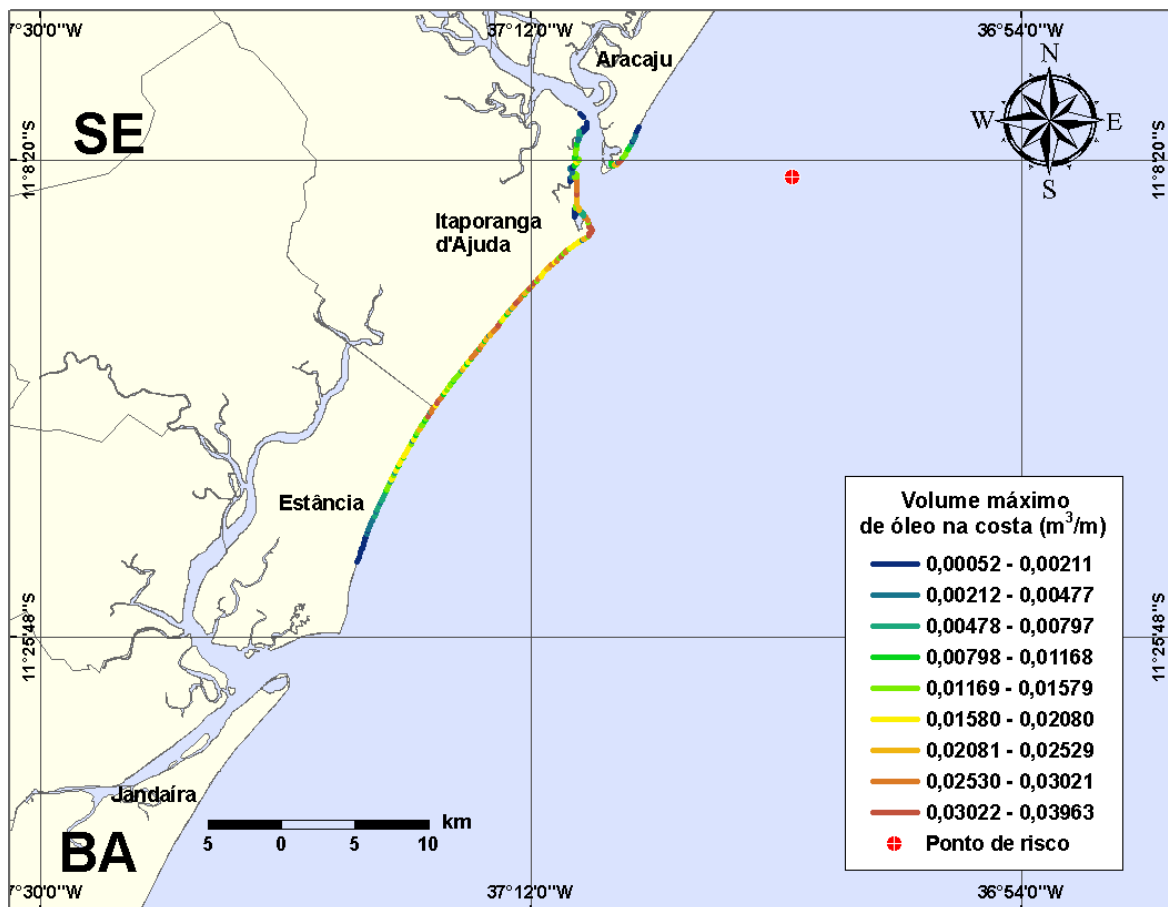 7°30'0"W
37°12'0"W
36°54'0"W
Aracaju
N
W
E
S
SE
11°8'20"S
11°8'20"S
Itaporanga
d'Ajuda
Estância
Volume máximo
de óleo na costa (m³/m)
0,00052 - 0,00211
0,00212 - 0,00477
0,00478 - 0,00797
0,00798 - 0,01168
0,01169 - 0,01579
0,01580 - 0,02080
0,02081 - 0,02529
0,02530 - 0,03021
0,03022 - 0,03963
Ponto de risco
11°25'48"S
11°25'48"S
Jandaíra
km
5 0 5 10
BA
7°30'0"W
37°12'0"W
36°54'0"W